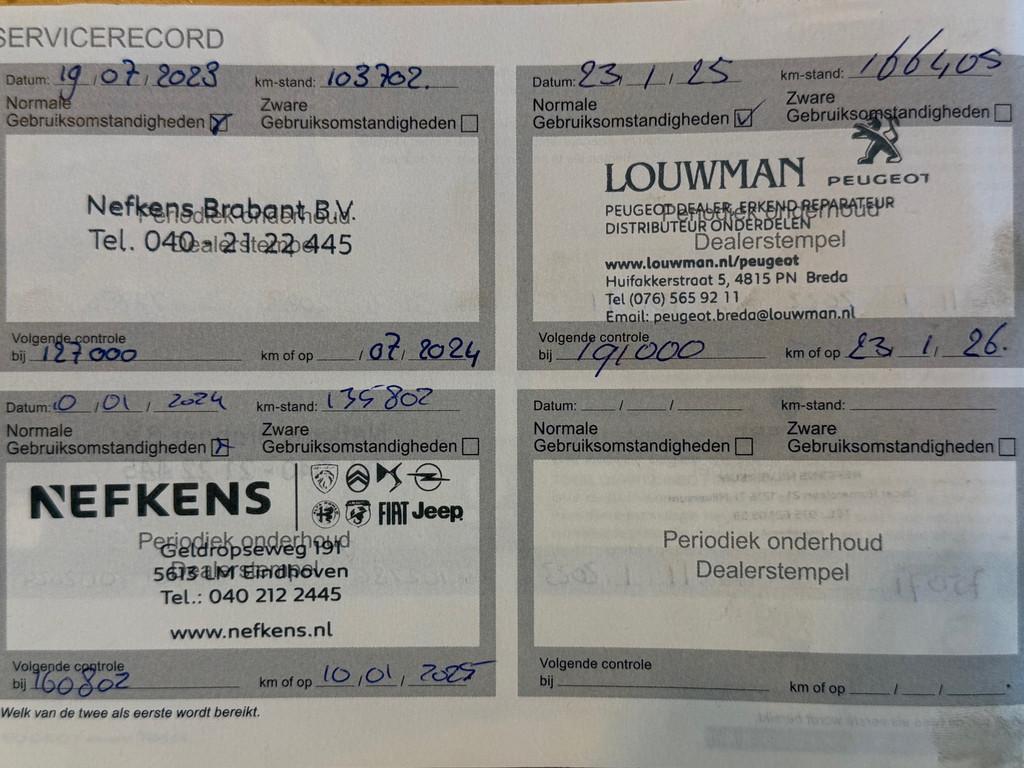 SERVICERECORD
Datum: 19 / 07 / 2023 km-stand: 103702.
Normale Gebruiksomstandigheden Zware Gebruiksomstandigheden
Nefkens Brabant B.V.
Periodiek onderhoud
Tel. 040 - 21 22 445
Dealerstempel
Volgende controle
bij 127000 km of op / 07 / 2024
Datum: 10 / 01 / 2024 km-stand: 135802
Normale Gebruiksomstandigheden Zware Gebruiksomstandigheden
NEFKENS
FIAT Jeep
Periodiek onderhoud
Geldropseweg 191
5613 LM Eindhoven
Dealerstempel
Tel.: 040 212 2445
www.nefkens.nl
Volgende controle
bij 160802 km of op 10 / 01 / 2025
Welk van de twee als eerste wordt bereikt.
Datum: 23 / 1 / 25 km-stand: 166405
Normale Gebruiksomstandigheden Zware Gebruiksomstandigheden
LOUWMAN PEUGEOT
PEUGEOT DEALER, ERKEND REPARATEUR
Periodiek onderhoud
DISTRIBUTEUR ONDERDELEN
Dealerstempel
www.louwman.nl/peugeot
Huifakkerstraat 5, 4815 PN Breda
Tel (076) 565 92 11
Email: peugeot.breda@louwman.nl
Volgende controle
bij 191000 km of op 23 / 1 / 26.
Datum: / / km-stand:
Normale Gebruiksomstandigheden Zware Gebruiksomstandigheden
Periodiek onderhoud
Dealerstempel
Volgende controle
bij km of op / /